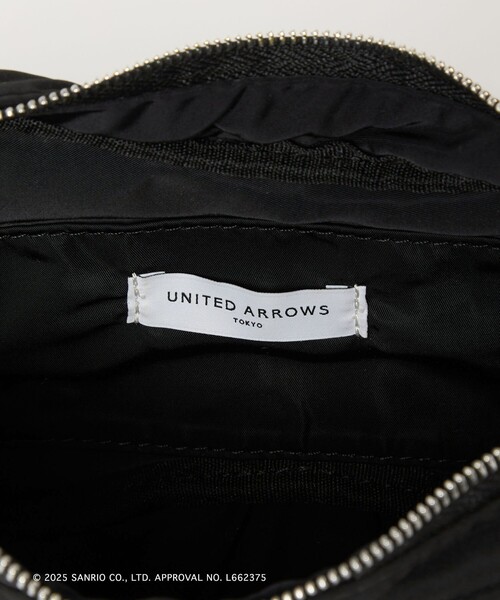 UNITED ARROWS
TOKYO
© 2025 SANRIO CO., LTD. APPROVAL NO. L662375